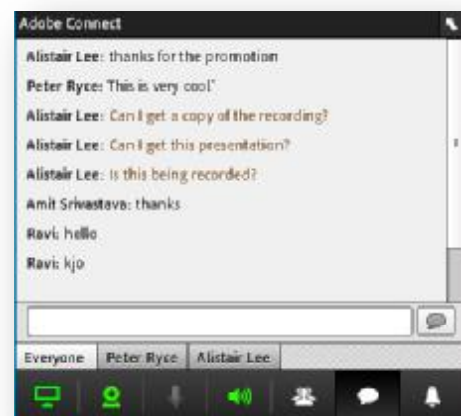 Adobe Connect
Alistair Lee: thanks for the promotion
Peter Ryce: This is very cool"
Alistair Lee: Can I get a copy of the recording?
Alistair Lee: Can I get this presentation?
Alistair Lee: Is this being recorded?
Amit Srivastava: thanks
Ravi: hello
Ravi: kjo
Everyone Peter Ryce Alistair Lee